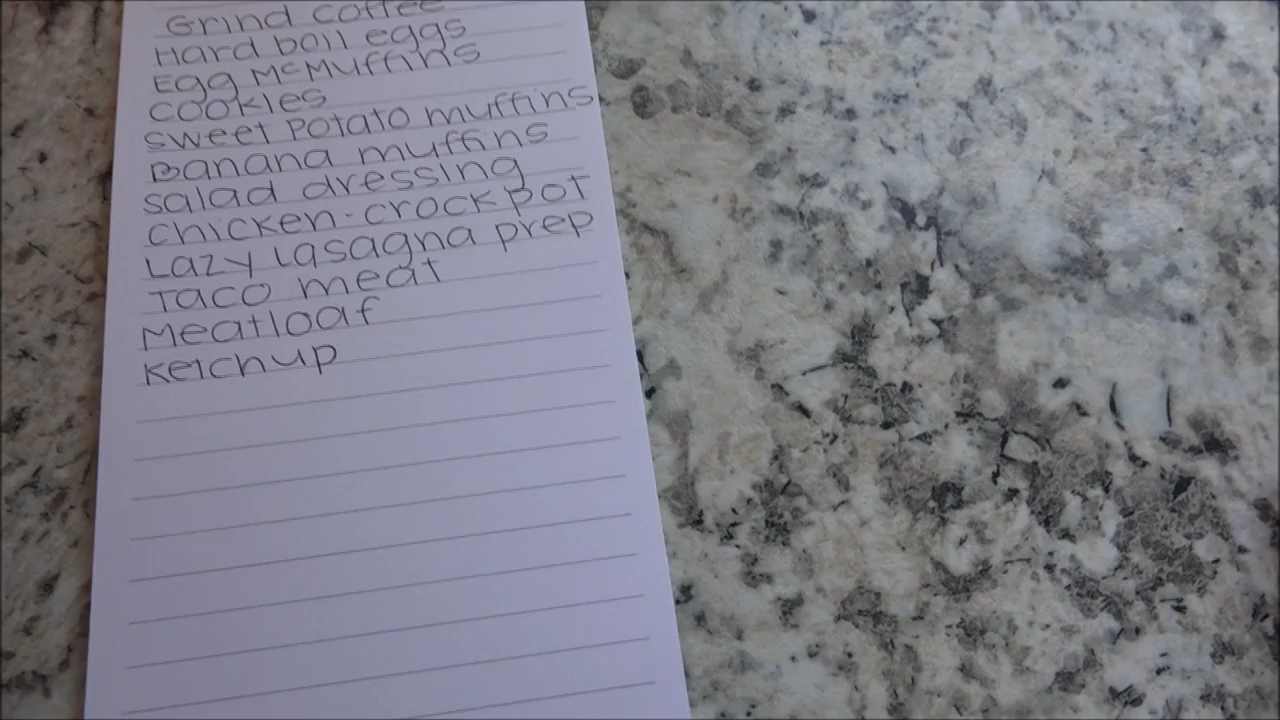 Grind coffee
Hard boil eggs
Egg McMuffins
cookies
sweet potato muffins
Banana muffins
salad dressing
chicken-crockpot
Lazy lasagna prep
Taco meat
Meatloaf
Ketchup